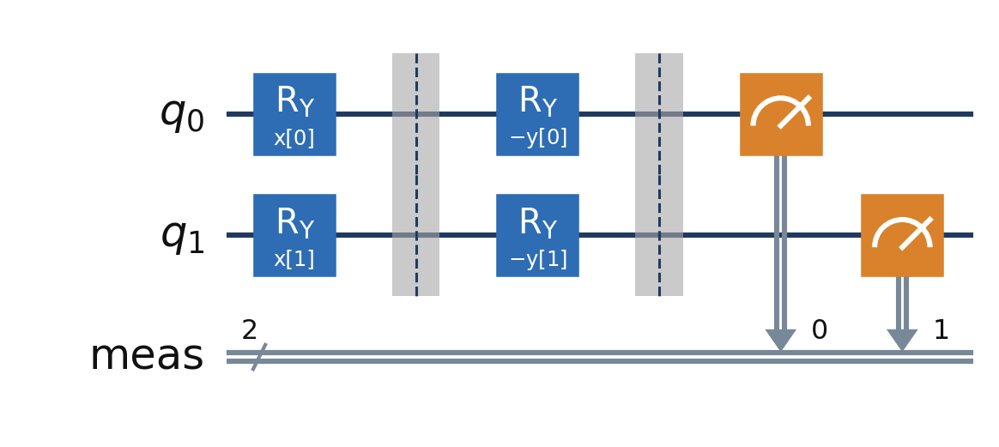 q0 RY x[0] RY −y[0]
q1 RY x[1] RY −y[1]
2 0 1
meas